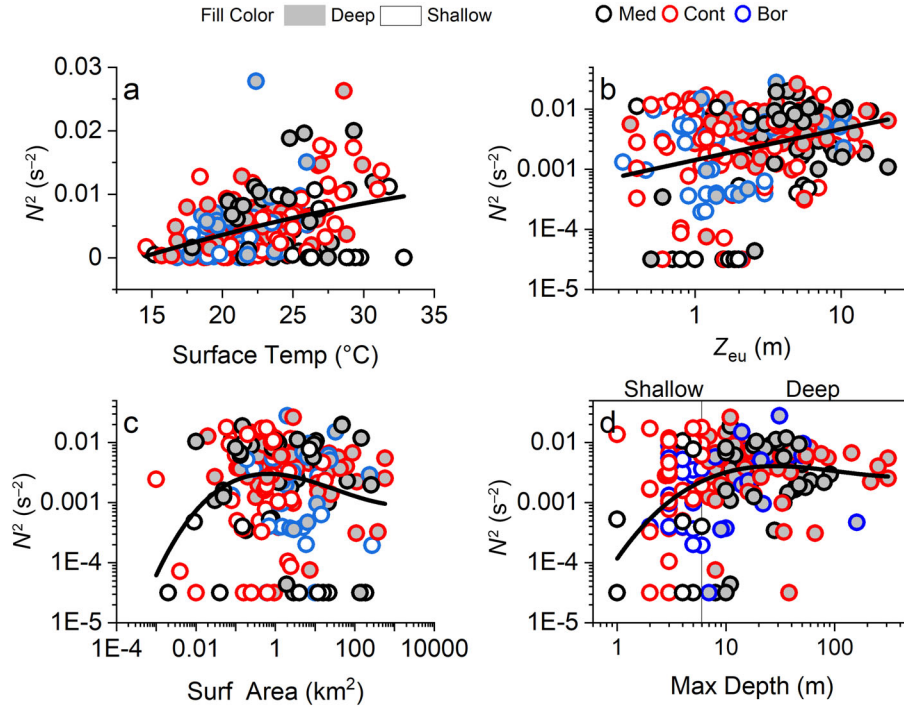 Fill Color Deep Shallow Med Cont Bor
a
0.03
0.02
0.01
0
N² (s⁻²)
15 20 25 30 35
Surface Temp (°C)
b
0.01
0.001
1E-4
1E-5
N² (s⁻²)
1 10
Zeu (m)
c
0.01
0.001
1E-4
1E-5
N² (s⁻²)
1E-4 0.01 1 100 10000
Surf Area (km²)
Shallow Deep
d
0.01
0.001
1E-4
1E-5
N² (s⁻²)
1 10 100
Max Depth (m)